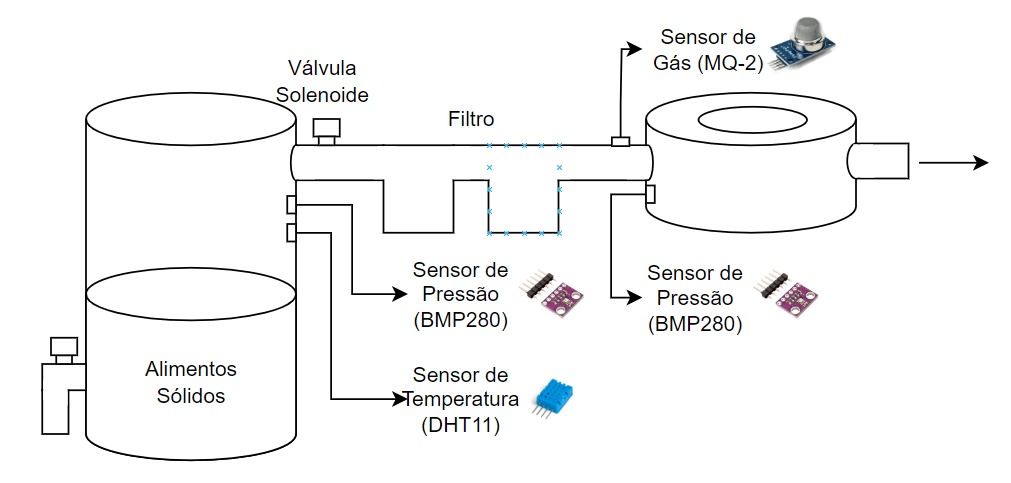 Sensor de
Gás (MQ-2)
Válvula
Solenoide
Filtro
Sensor de
Pressão
(BMP280)
Sensor de
Pressão
(BMP280)
Alimentos
Sólidos
Sensor de
Temperatura
(DHT11)